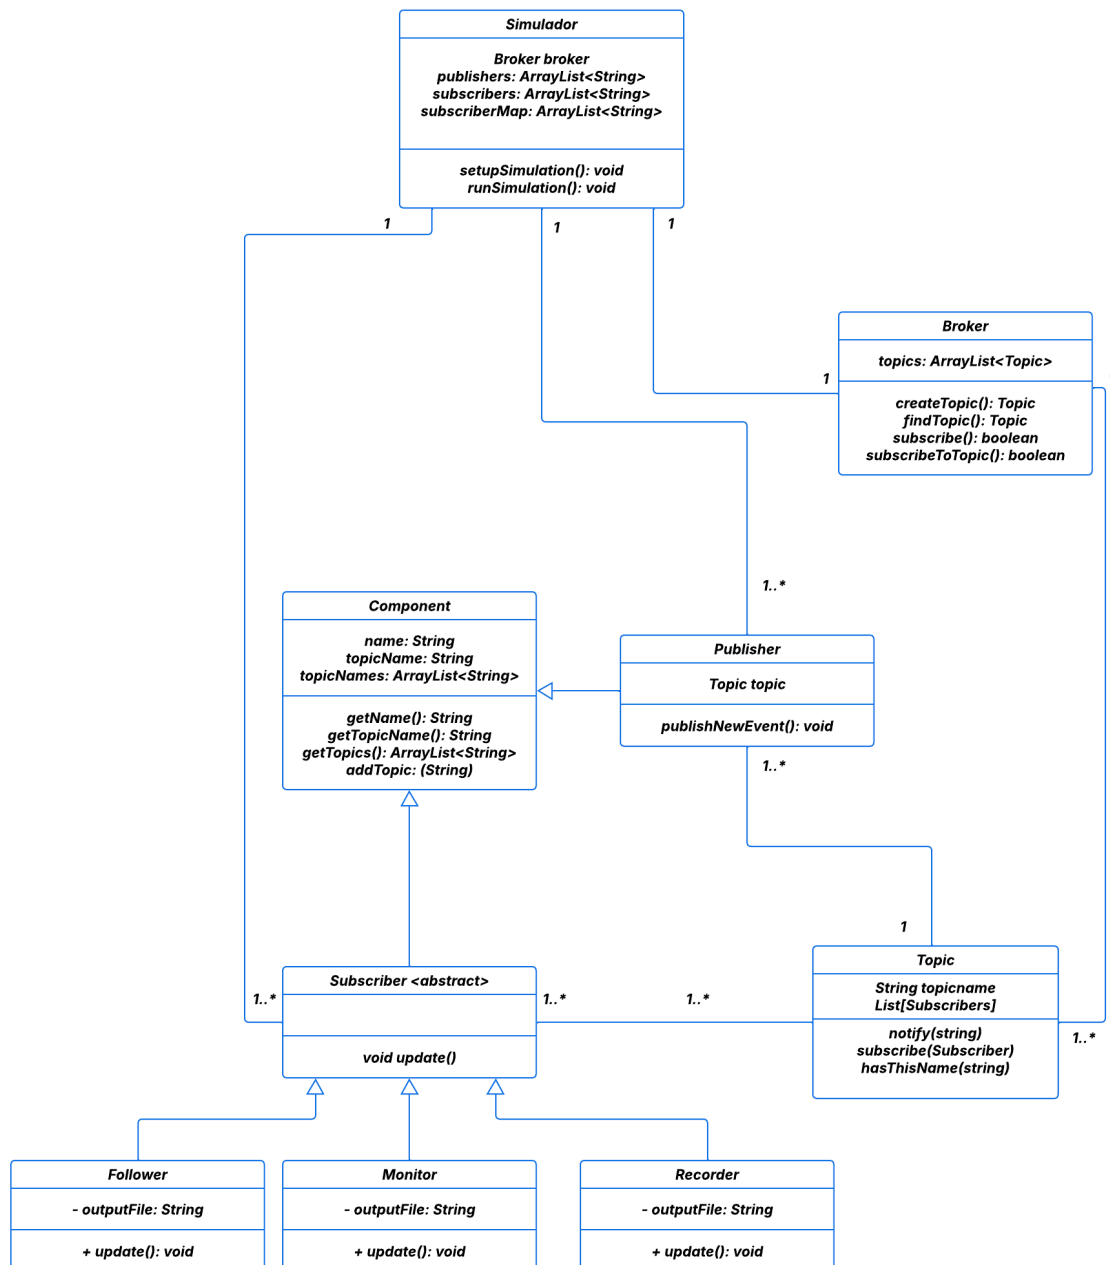 Simulador
Broker broker
publishers: ArrayList<String>
subscribers: ArrayList<String>
subscriberMap: ArrayList<String>
setupSimulation(): void
runSimulation(): void
1
1
1
Broker
topics: ArrayList<Topic>
createTopic(): Topic
findTopic(): Topic
subscribe(): boolean
subscribeToTopic(): boolean
1
1..*
Component
name: String
topicName: String
topicNames: ArrayList<String>
getName(): String
getTopicName(): String
getTopics(): ArrayList<String>
addTopic: (String)
Publisher
Topic topic
publishNewEvent(): void
1..*
1
Subscriber <abstract>
void update()
1..*
1..*
1..*
Topic
String topicname
List[Subscribers]
notify(string)
subscribe(Subscriber)
hasThisName(string)
1..*
Follower
- outputFile: String
+ update(): void
Monitor
- outputFile: String
+ update(): void
Recorder
- outputFile: String
+ update(): void